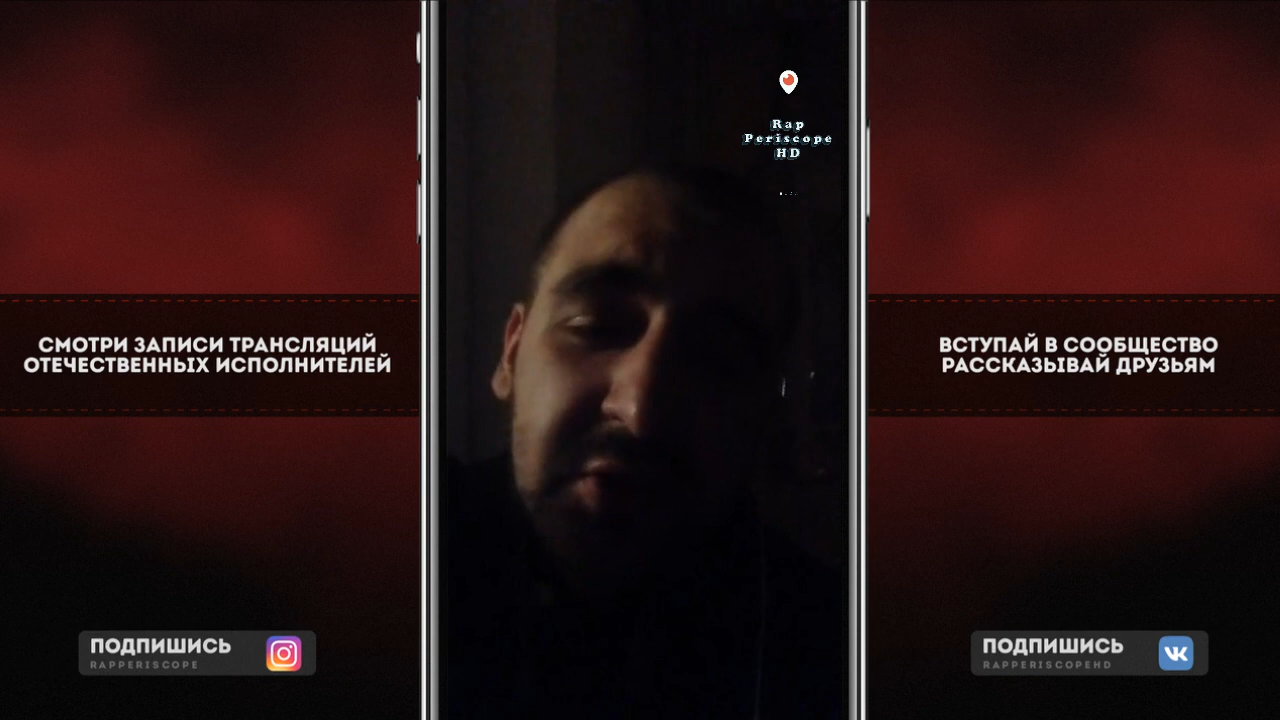 Rap
Periscope
HD
СМОТРИ ЗАПИСИ ТРАНСЛЯЦИЙ
ОТЕЧЕСТВЕННЫХ ИСПОЛНИТЕЛЕЙ
ВСТУПАЙ В СООБЩЕСТВО
РАССКАЗЫВАЙ ДРУЗЬЯМ
ПОДПИШИСЬ
RAPPERISCOPE
ПОДПИШИСЬ
RAPPERISCOPEHD